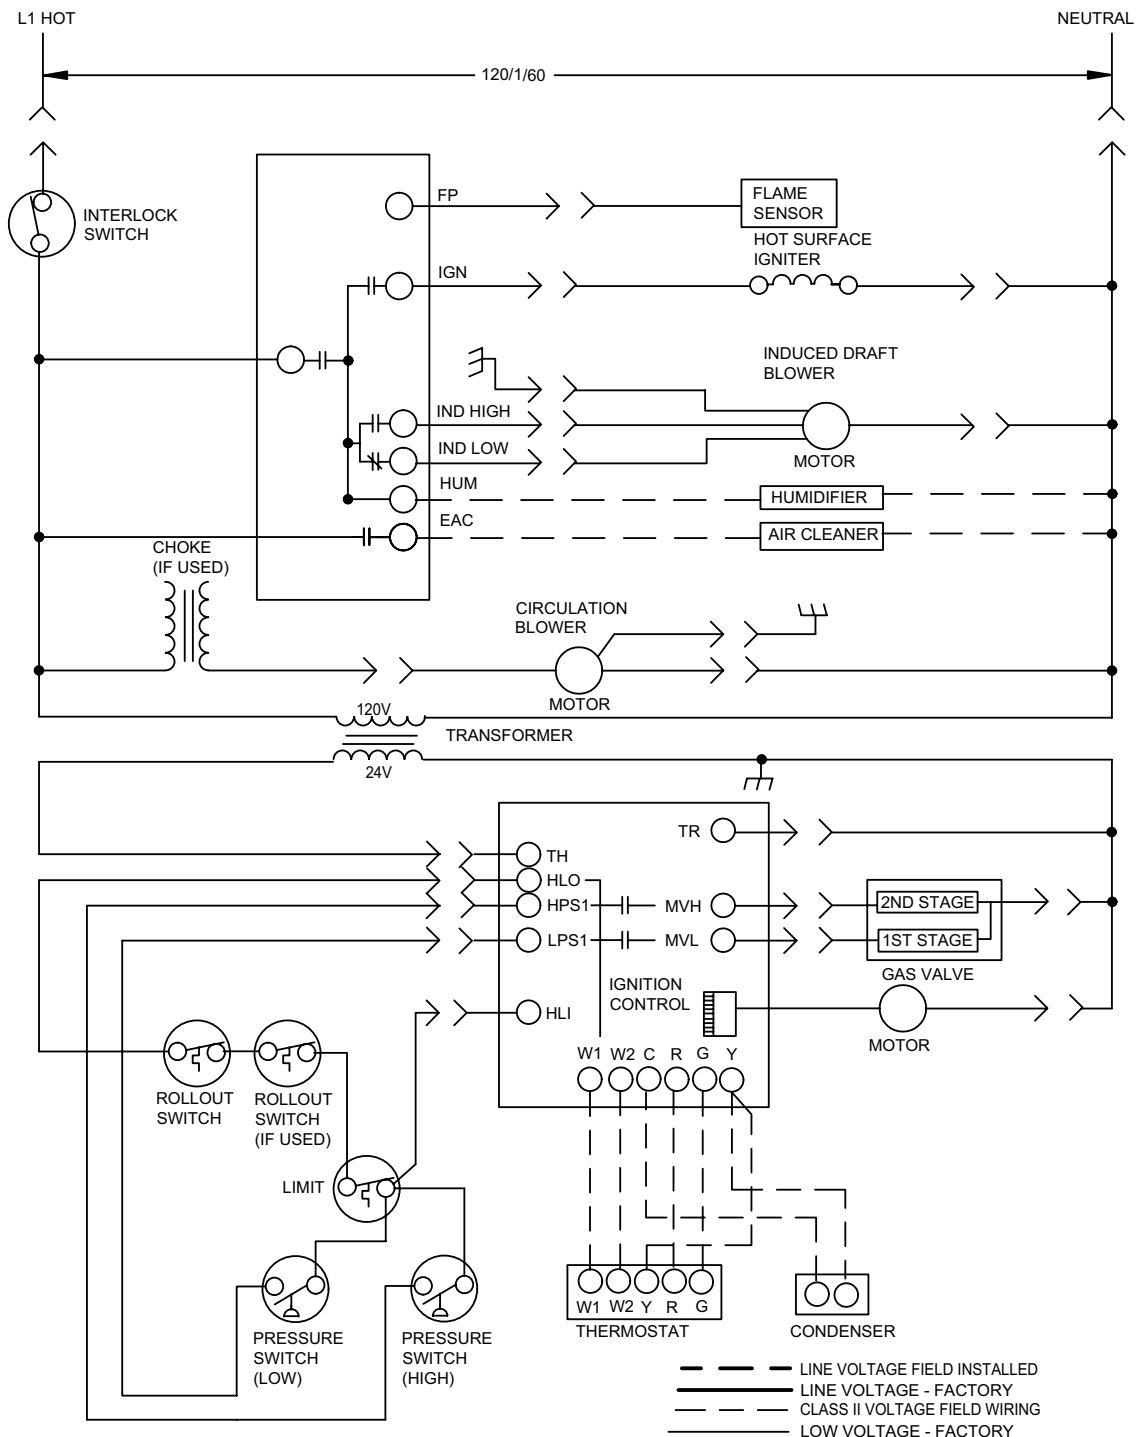 L1 HOT
NEUTRAL
120/1/60
INTERLOCK
SWITCH
FP
FLAME
SENSOR
HOT SURFACE
IGNITER
IGN
INDUCED DRAFT
BLOWER
IND HIGH
IND LOW
MOTOR
HUM
HUMIDIFIER
EAC
AIR CLEANER
CHOKE
(IF USED)
CIRCULATION
BLOWER
MOTOR
120V
TRANSFORMER
24V
TR
TH
HLO
HPS1
MVH
2ND STAGE
LPS1
MVL
1ST STAGE
GAS VALVE
IGNITION
CONTROL
HLI
MOTOR
W1 W2 C R G Y
ROLLOUT
SWITCH
ROLLOUT
SWITCH
(IF USED)
LIMIT
W1 W2 Y R G
THERMOSTAT
CONDENSER
PRESSURE
SWITCH
(LOW)
PRESSURE
SWITCH
(HIGH)
LINE VOLTAGE FIELD INSTALLED
LINE VOLTAGE - FACTORY
CLASS II VOLTAGE FIELD WIRING
LOW VOLTAGE - FACTORY